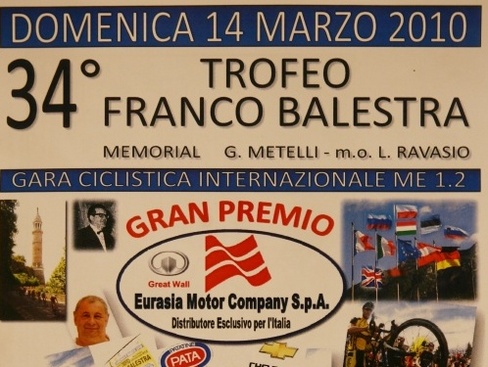 DOMENICA 14 MARZO 2010
34° TROFEO
FRANCO BALESTRA
MEMORIAL G. METELLI - m.o. L. RAVASIO
GARA CICLISTICA INTERNAZIONALE ME 1.2
GRAN PREMIO
Great Wall
Eurasia Motor Company S.p.A.
Distributore Esclusivo per l'Italia
BALESTRA
PATA